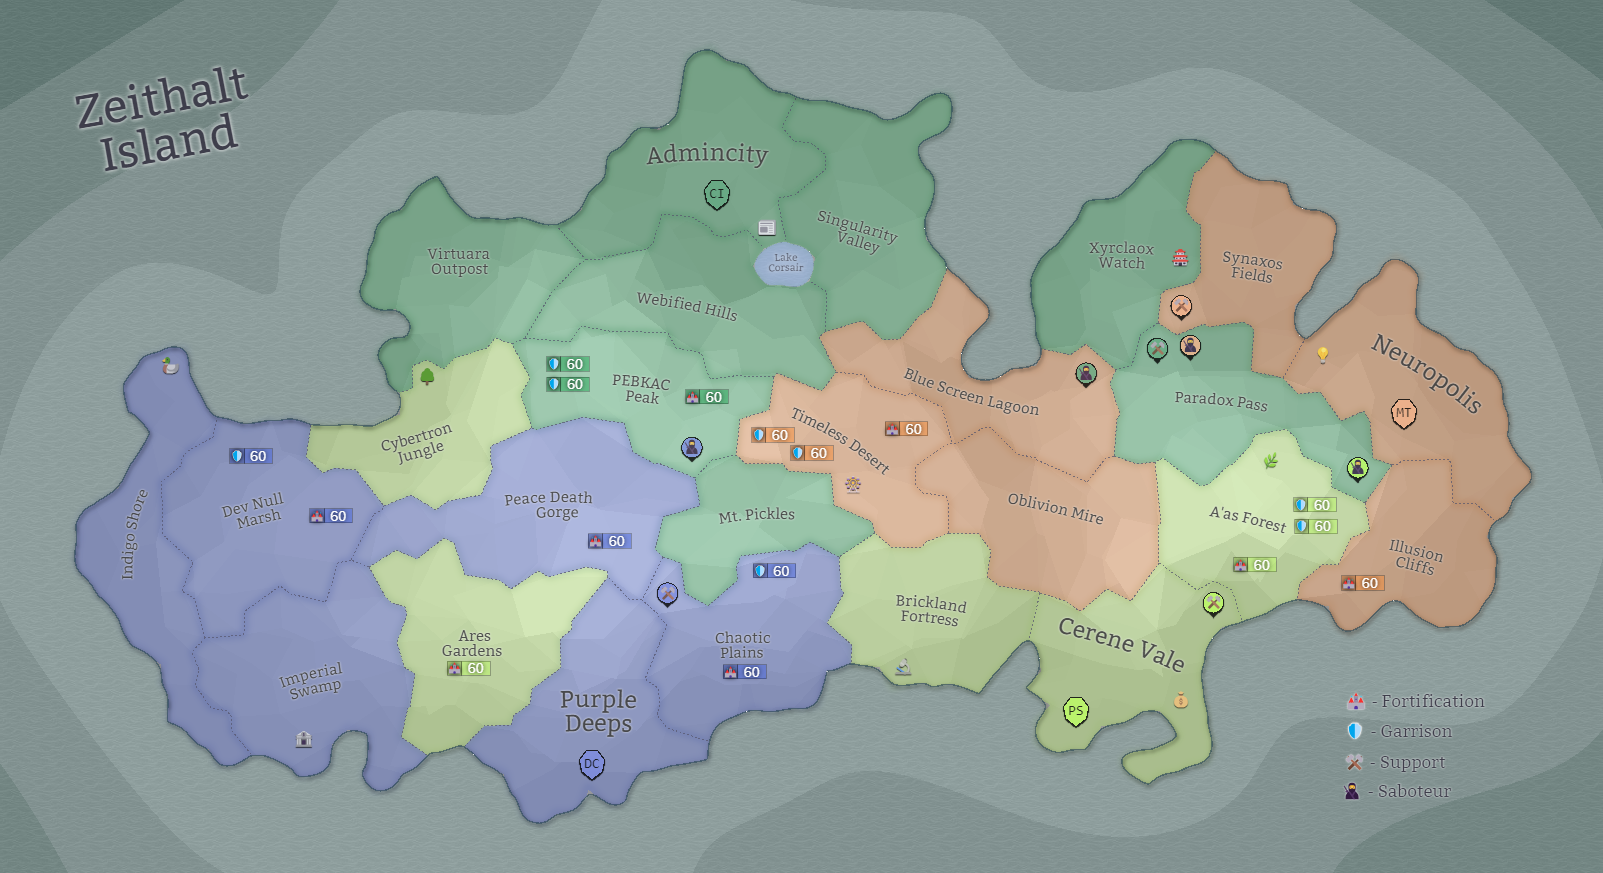 Zeithalt
Island
Admincity
CI
Singularity
Valley
Lake
Corsair
Virtuara
Outpost
Webified Hills
Xyrclaox
Watch
Synaxos
Fields
Neuropolis
MT
60
60
PEBKAC
Peak
60
Blue Screen Lagoon
Paradox Pass
Timeless Desert
60
60
60
Cybertron
Jungle
60
Dev Null
Marsh
60
Indigo Shore
Peace Death
Gorge
60
Mt. Pickles
Oblivion Mire
A'as Forest
60
60
60
Illusion
Cliffs
60
60
Chaotic
Plains
60
Brickland
Fortress
Cerene Vale
PS
Ares
Gardens
60
Imperial
Swamp
Purple
Deeps
DC
- Fortification
- Garrison
- Support
- Saboteur